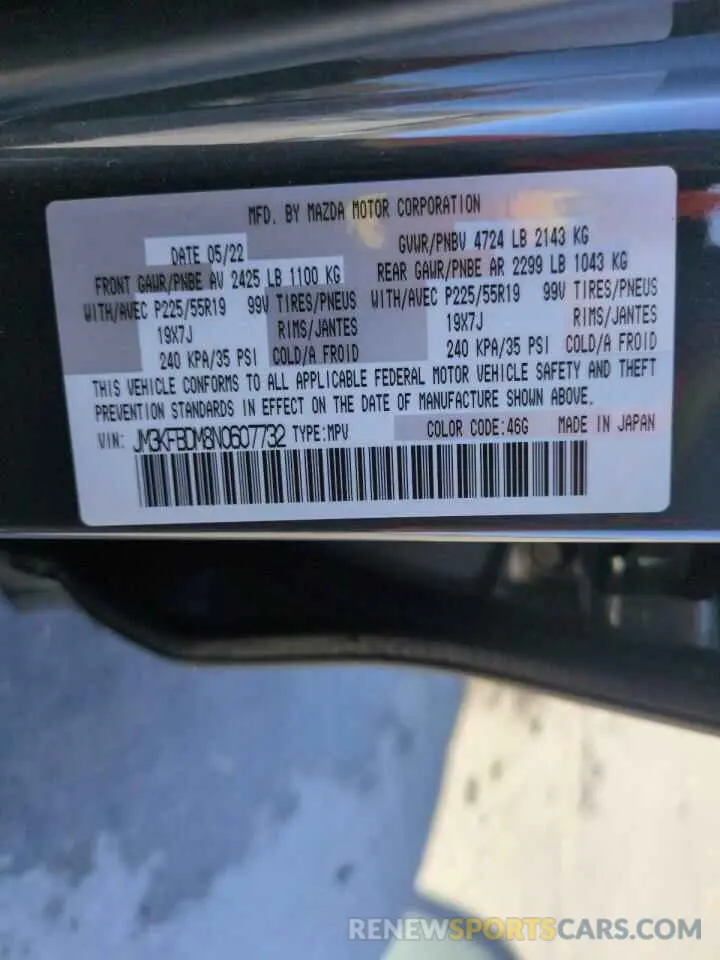 MFD. BY MAZDA MOTOR CORPORATION
DATE 05/22 GVWR/PNBV 4724 LB 2143 KG
FRONT GAWR/PNBE AV 2425 LB 1100 KG REAR GAWR/PNBE AR 2299 LB 1043 KG
WITH/AVEC P225/55R19 99V TIRES/PNEUS WITH/AVEC P225/55R19 99V TIRES/PNEUS
19X7J RIMS/JANTES 19X7J RIMS/JANTES
240 KPA/35 PSI COLD/A FROID 240 KPA/35 PSI COLD/A FROID
THIS VEHICLE CONFORMS TO ALL APPLICABLE FEDERAL MOTOR VEHICLE SAFETY AND THEFT
PREVENTION STANDARDS IN EFFECT ON THE DATE OF MANUFACTURE SHOWN ABOVE.
VIN: JM3KFBDM8N0607732 TYPE:MPV COLOR CODE:46G MADE IN JAPAN
RENEWSPORTSCARS.COM